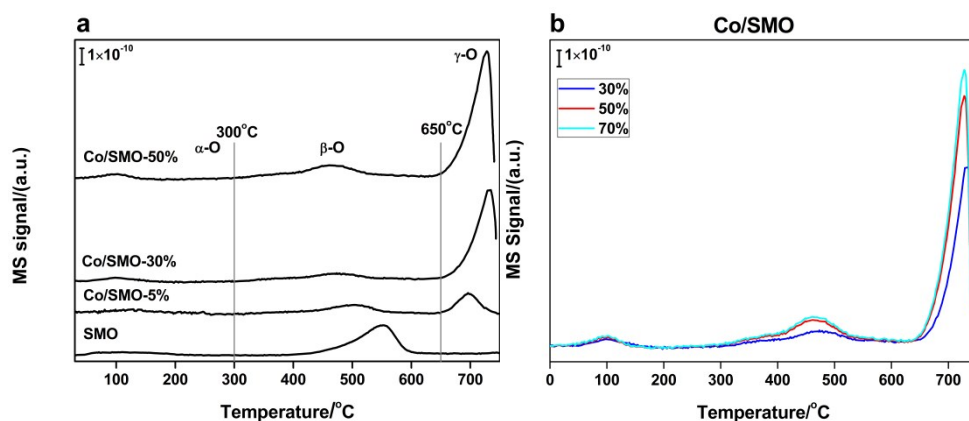 a
1×10⁻¹⁰
γ-O
300°C
650°C
α-O
β-O
Co/SMO-50%
Co/SMO-30%
Co/SMO-5%
SMO
MS signal/(a.u.)
100
200
300
400
500
600
700
Temperature/°C
b
Co/SMO
1×10⁻¹⁰
30%
50%
70%
MS Signal/(a.u.)
0
100
200
300
400
500
600
700
Temperature/°C